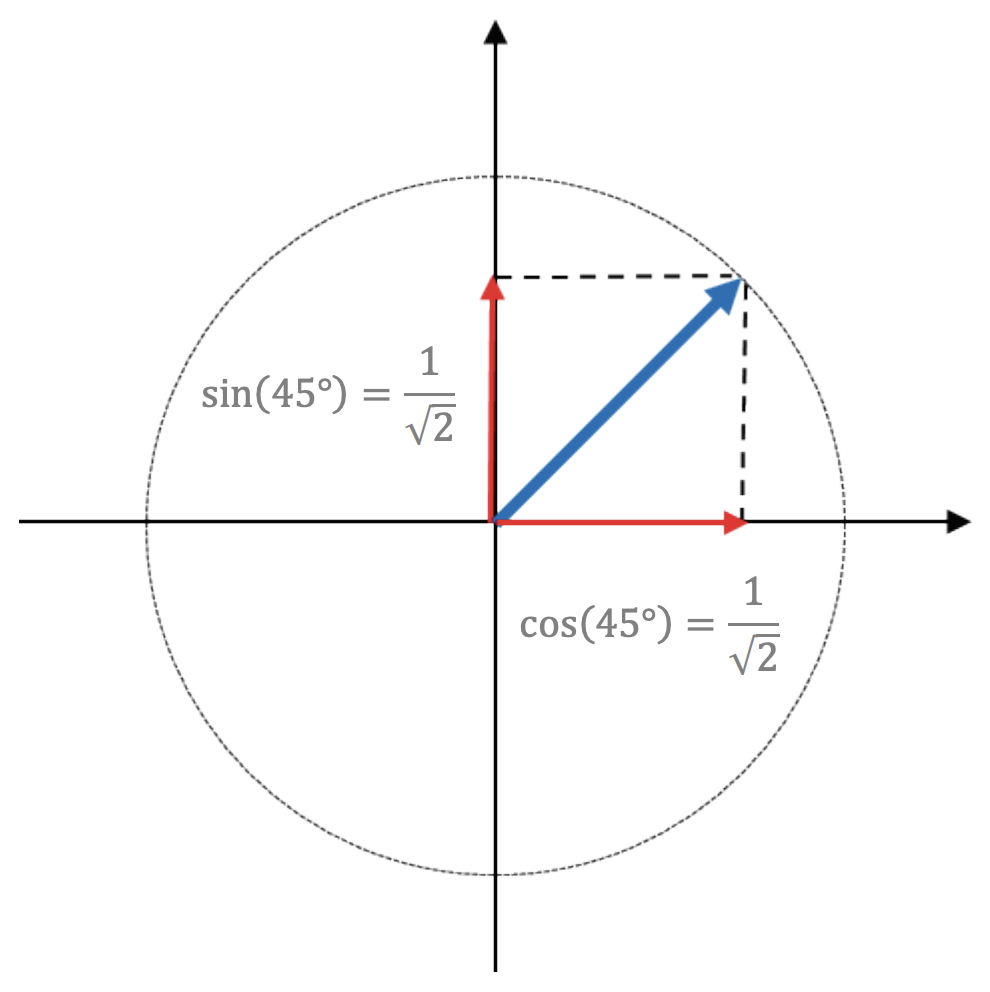 sin(45°) = 1/√2
cos(45°) = 1/√2